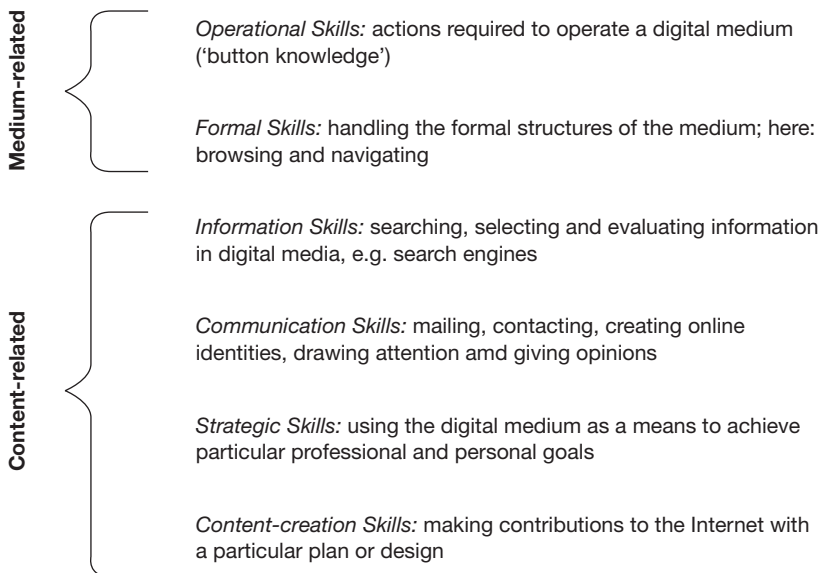 Medium-related
Operational Skills: actions required to operate a digital medium
(‘button knowledge’)
Formal Skills: handling the formal structures of the medium; here:
browsing and navigating
Content-related
Information Skills: searching, selecting and evaluating information
in digital media, e.g. search engines
Communication Skills: mailing, contacting, creating online
identities, drawing attention amd giving opinions
Strategic Skills: using the digital medium as a means to achieve
particular professional and personal goals
Content-creation Skills: making contributions to the Internet with
a particular plan or design